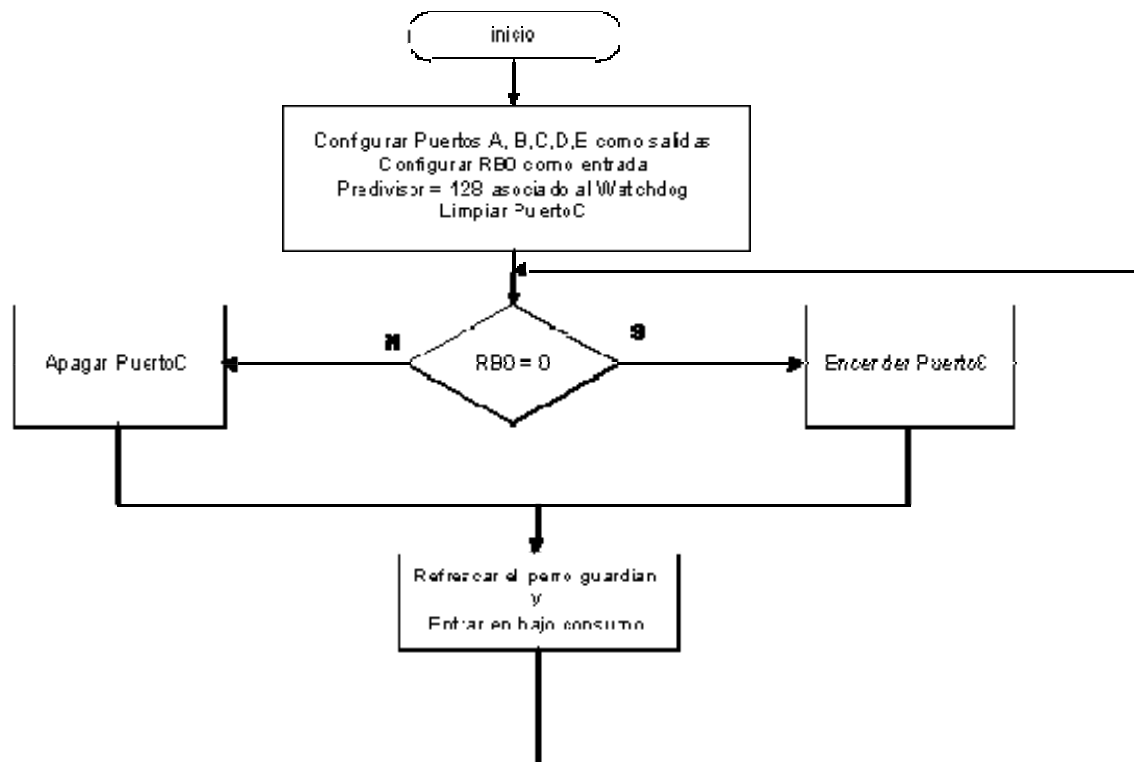 inicio
Configurar Puertos A, B,C,D,E como salidas
Configurar RB0 como entrada
Predivisor = 128 asociado al Watchdog
Limpiar PuertoC
N
S
Apagar PuertoC
RB0 = 0
Encender PuertoC
Refrescar el perro guardian
y
Entrar en bajo consumo